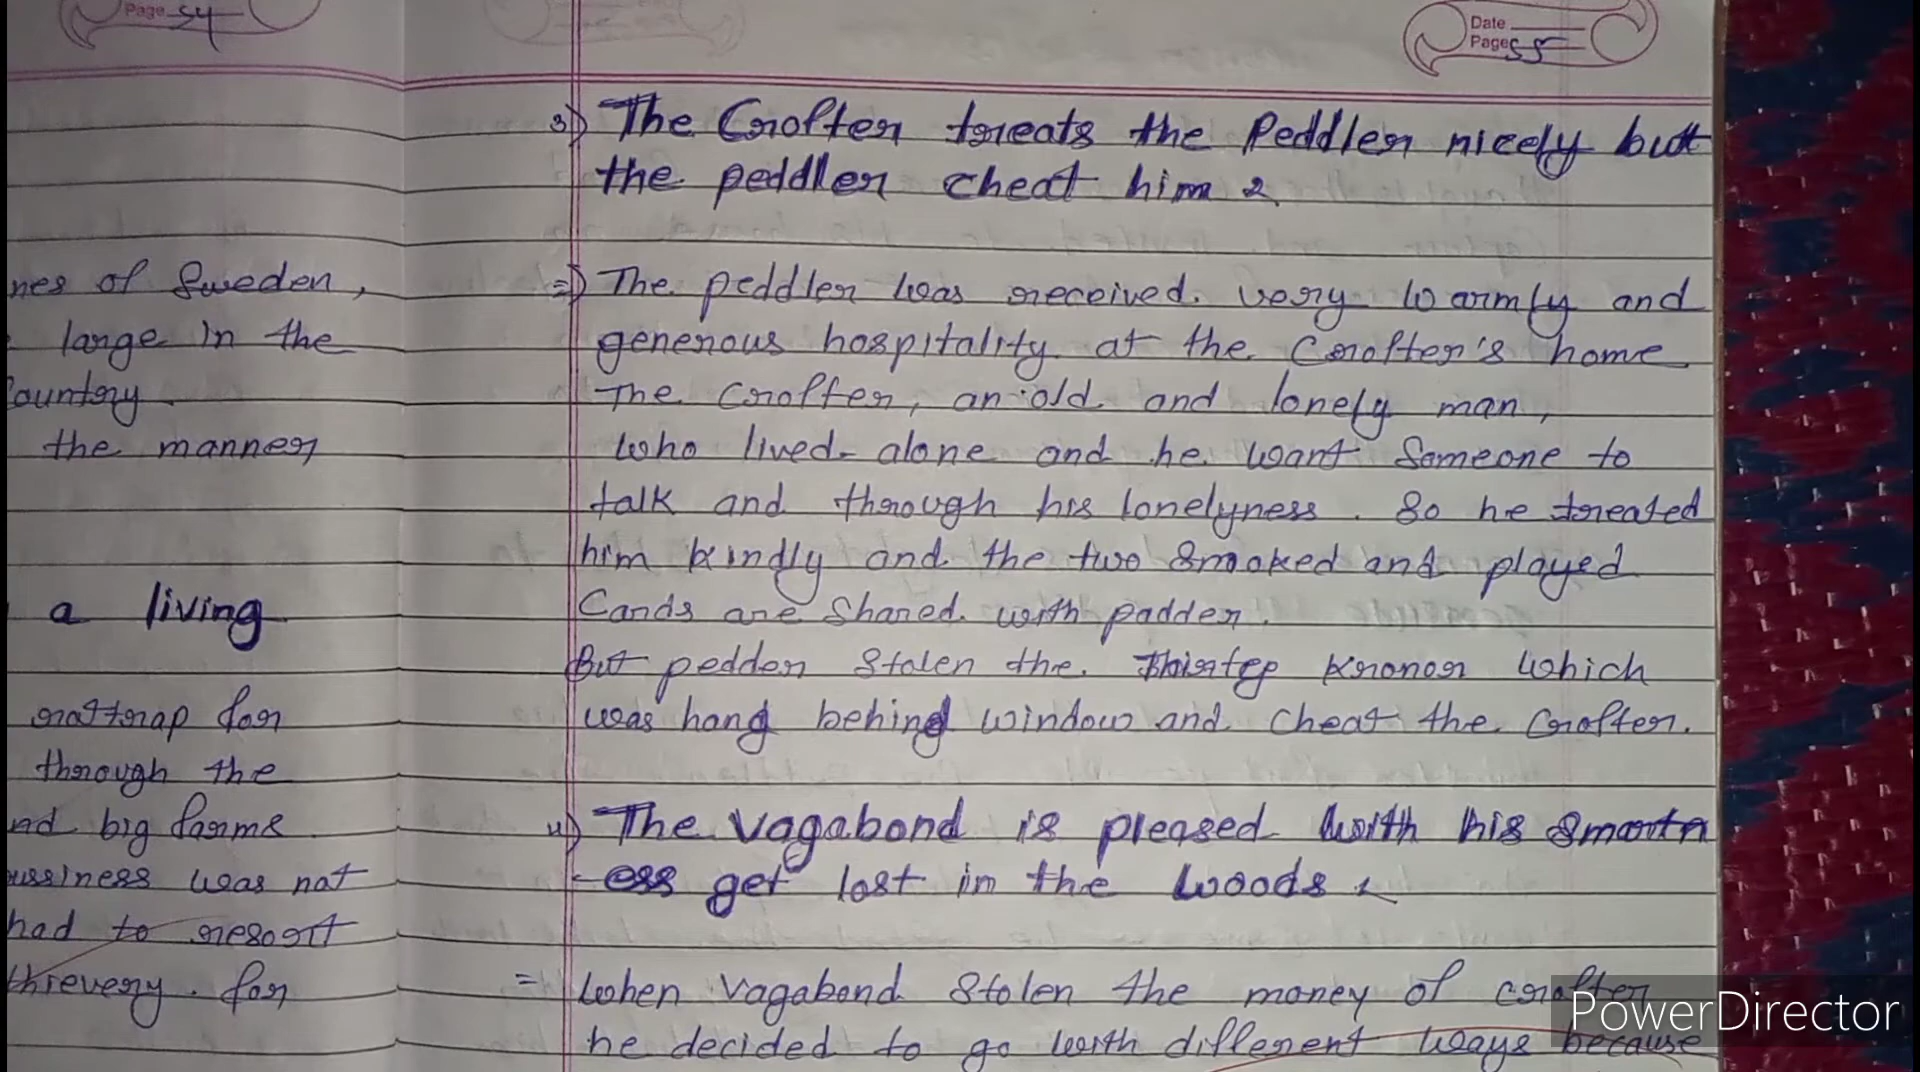 Page 54
nes of Sweden,
large in the
ountry.
the manner
a living
rattrap for
through the
nd big farms
ussiness was not
had to resort
thievery. for
Date
Page 55
3) The Crofter treats the Peddler nicely but
the peddler cheat him 2
=) The peddler was received. very warmly and
generous hospitality at the Crofter's home
The Crofter, an old and lonely man,
who lived alone and he want Someone to
talk and through his lonelyness. So he treated
him kindly and the two Smoked and played
Cards are Shared with padder.
But pedder Stolen the. Kronor which
was hang behind window and Cheat the Crofter.
4) The Vagabond is pleased with his Smartn
-ess get lost in the Woods
= When Vagabond Stolen the money of crofter
he decided to go with different ways because
PowerDirector